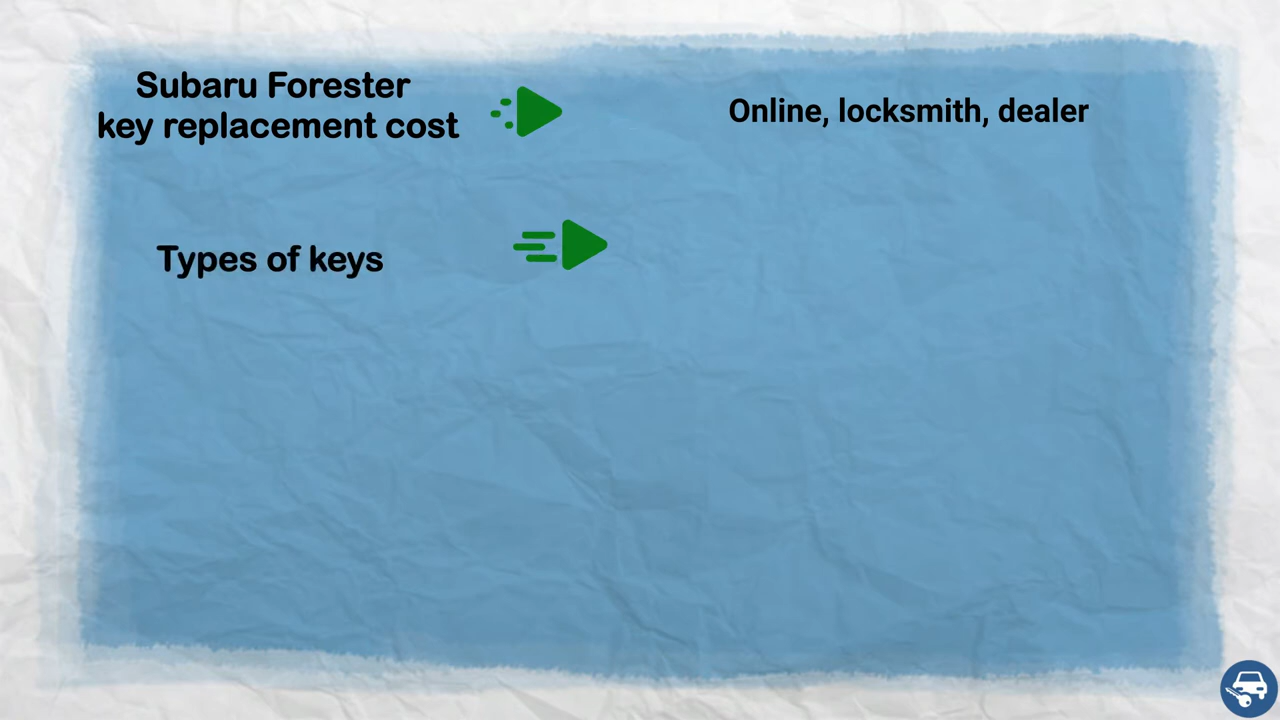 Subaru Forester
key replacement cost
Online, locksmith, dealer
Types of keys